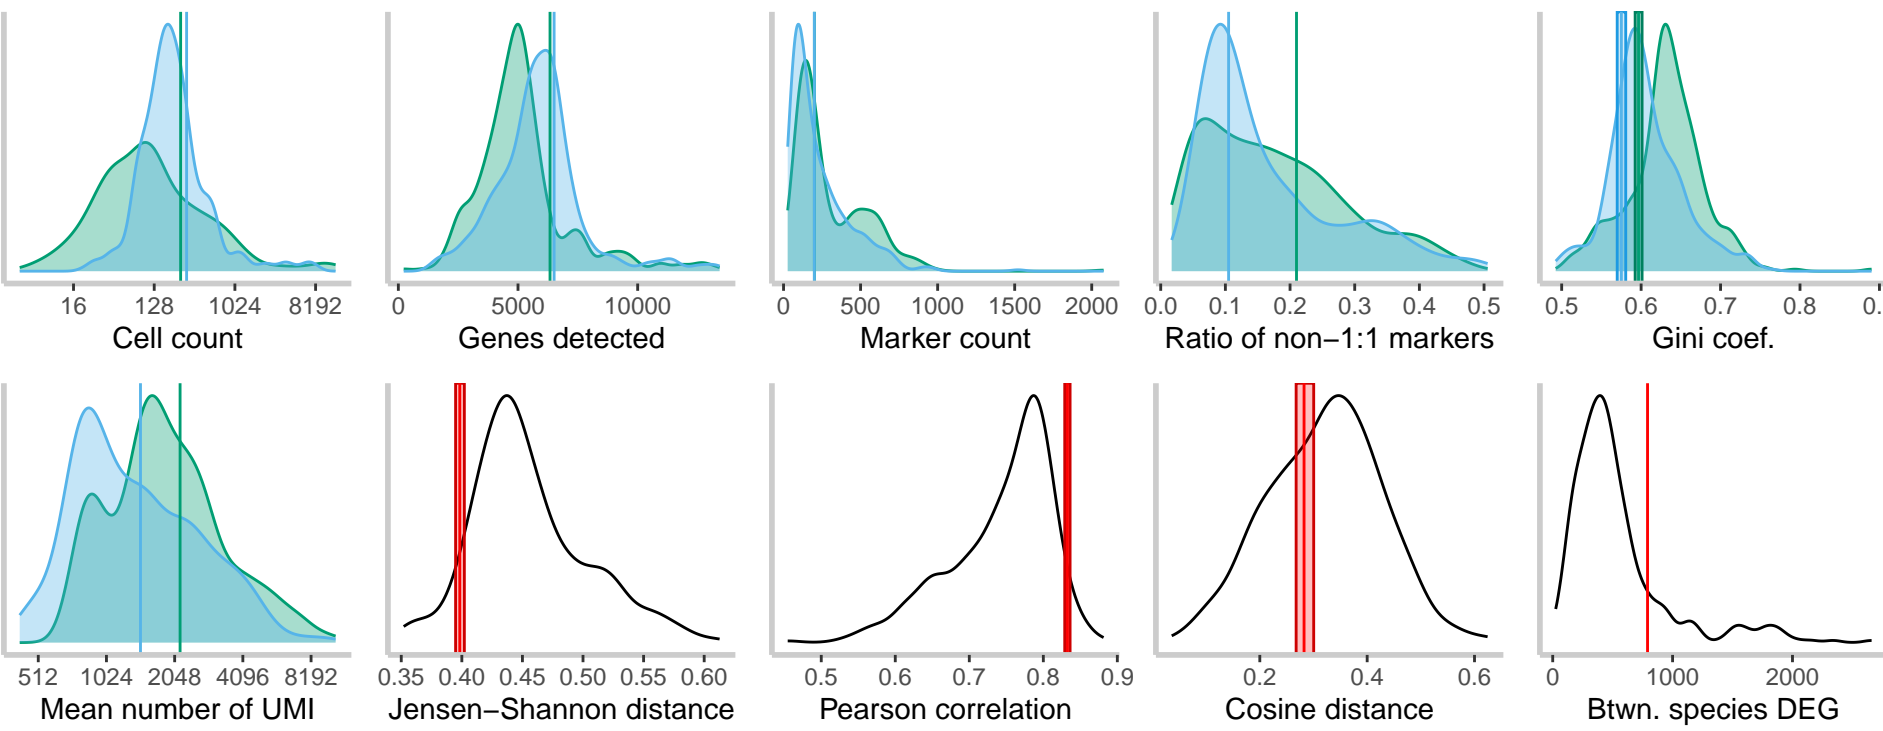 16 128 1024 8192
Cell count
0 5000 10000
Genes detected
0 500 1000 1500 2000
Marker count
0.0 0.1 0.2 0.3 0.4 0.5
Ratio of non−1:1 markers
0.5 0.6 0.7 0.8 0.
Gini coef.
512 1024 2048 4096 8192
Mean number of UMI
0.35 0.40 0.45 0.50 0.55 0.60
Jensen−Shannon distance
0.5 0.6 0.7 0.8 0.9
Pearson correlation
0.2 0.4 0.6
Cosine distance
0 1000 2000
Btwn. species DEG